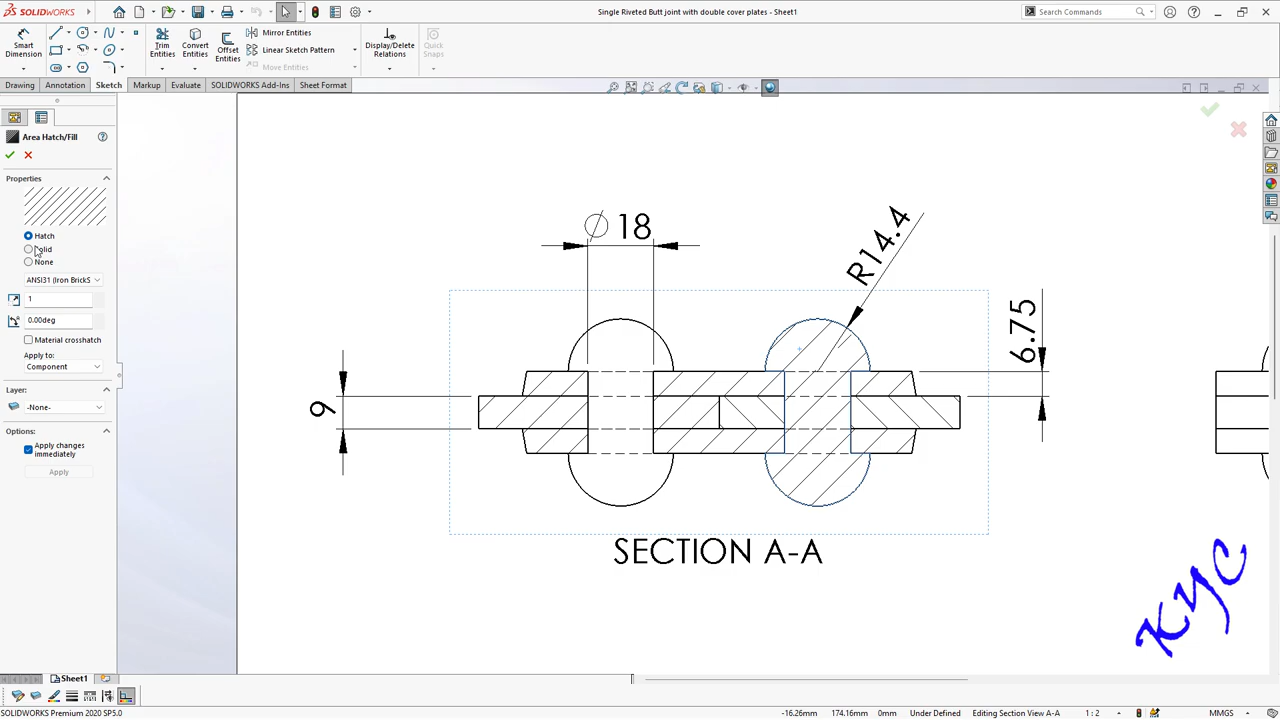 SOLIDWORKS
Single Riveted Butt joint with double cover plates - Sheet1
Search Commands
Smart Dimension
Trim Entities
Convert Entities
Offset Entities
Mirror Entities
Linear Sketch Pattern
Move Entities
Display/Delete Relations
Quick Snaps
Drawing
Annotation
Sketch
Markup
Evaluate
SOLIDWORKS Add-Ins
Sheet Format
Area Hatch/Fill
Properties
Hatch
Solid
None
ANSI31 (Iron BrickS
1
0.00deg
Material crosshatch
Apply to:
Component
Layer:
-None-
Options:
Apply changes immediately
Apply
∅ 18
R14.4
6.75
9
SECTION A-A
KYC
Sheet1
SOLIDWORKS Premium 2020 SP5.0
-16.26mm
174.16mm
0mm
Under Defined
Editing Section View A-A
1 : 2
MMGS